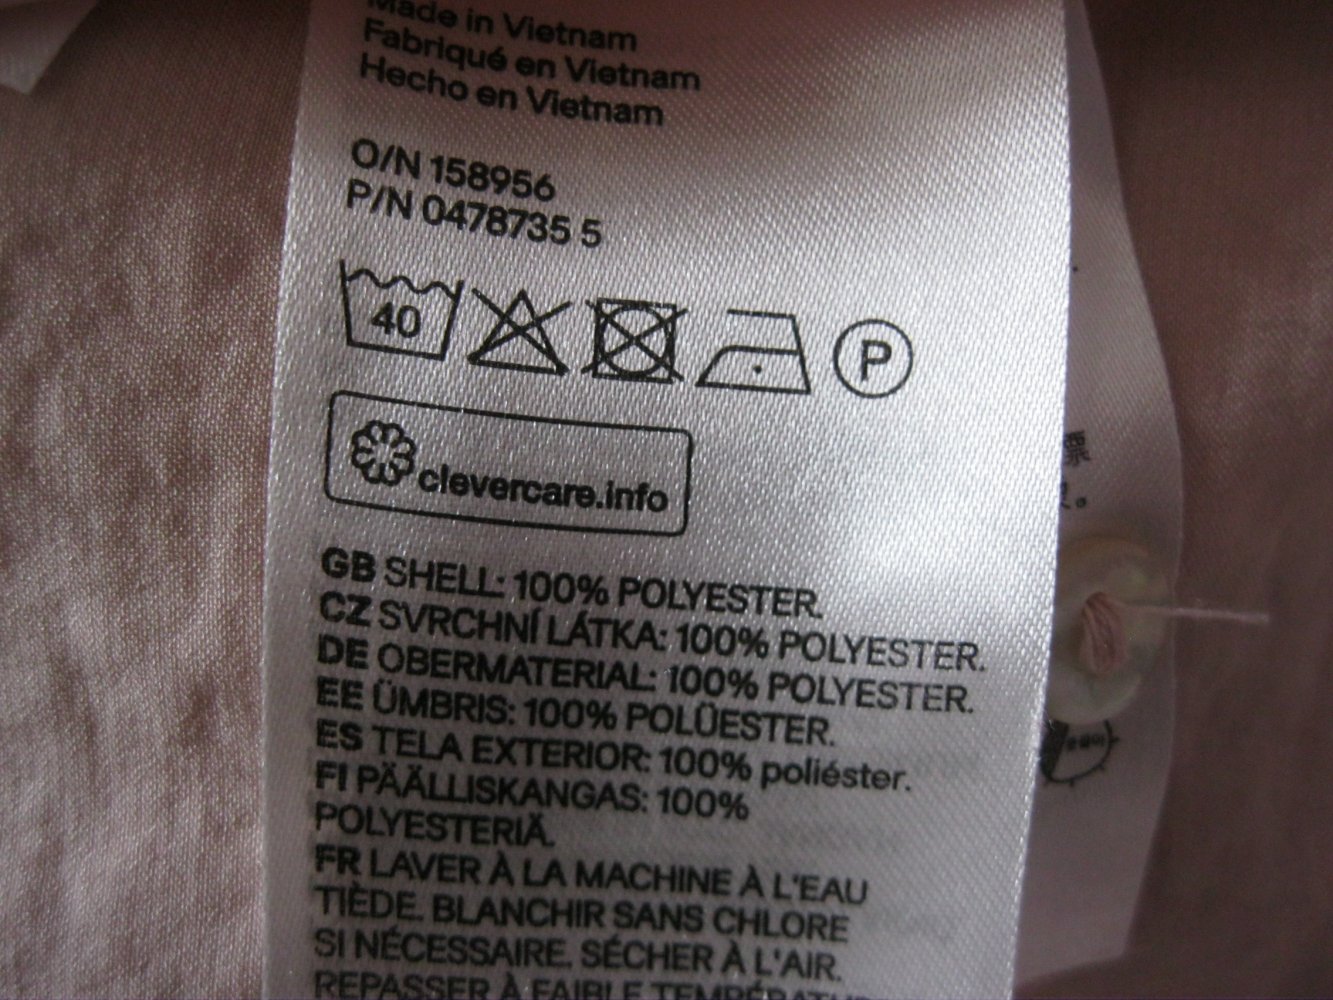 Made in Vietnam
Fabriqué en Vietnam
Hecho en Vietnam
O/N 158956
P/N 0478735 5
40
P
clevercare.info
GB SHELL: 100% POLYESTER.
CZ SVRCHNÍ LÁTKA: 100% POLYESTER.
DE OBERMATERIAL: 100% POLYESTER.
EE ÜMBRIS: 100% POLÜESTER.
ES TELA EXTERIOR: 100% poliéster.
FI PÄÄLLISKANGAS: 100%
POLYESTERIÄ.
FR LAVER À LA MACHINE À L'EAU
TIÈDE. BLANCHIR SANS CHLORE
SI NÉCESSAIRE. SÉCHER À L'AIR.
REPASSER À FAIBLE